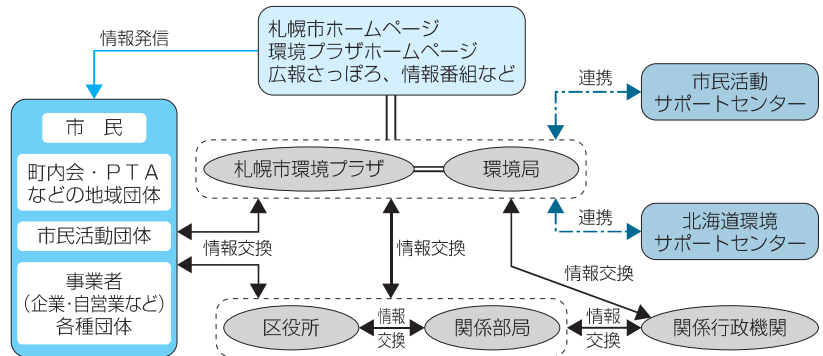 札幌市ホームページ
環境プラザホームページ
広報さっぽろ、情報番組など
情報発信
市 民
町内会・ＰＴＡ
などの地域団体
市民活動団体
事業者
（企業・自営業など）
各種団体
札幌市環境プラザ
環境局
連携
市民活動
サポートセンター
連携
北海道環境
サポートセンター
情報交換
情報交換
情報交換
区役所
情報
交換
関係部局
情報
交換
関係行政機関